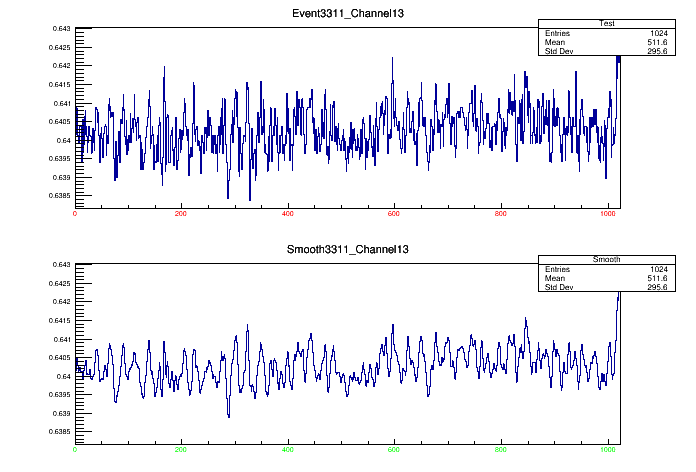 Event3311_Channel13
Test
Entries 1024
Mean 511.6
Std Dev 295.6
0.643
0.6425
0.642
0.6415
0.641
0.6405
0.64
0.6395
0.639
0.6385
0 200 400 600 800 1000
Smooth3311_Channel13
Smooth
Entries 1024
Mean 511.6
Std Dev 295.6
0.643
0.6425
0.642
0.6415
0.641
0.6405
0.64
0.6395
0.639
0.6385
0 200 400 600 800 1000